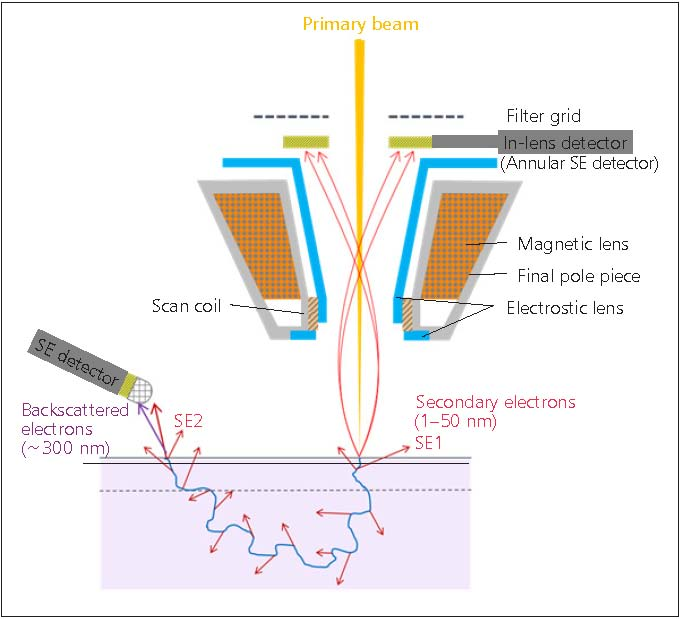 Primary beam
Filter grid
In-lens detector
(Annular SE detector)
Magnetic lens
Final pole piece
Scan coil
Electrostic lens
SE detector
Backscattered
electrons
(~300 nm)
SE2
Secondary electrons
(1–50 nm)
SE1